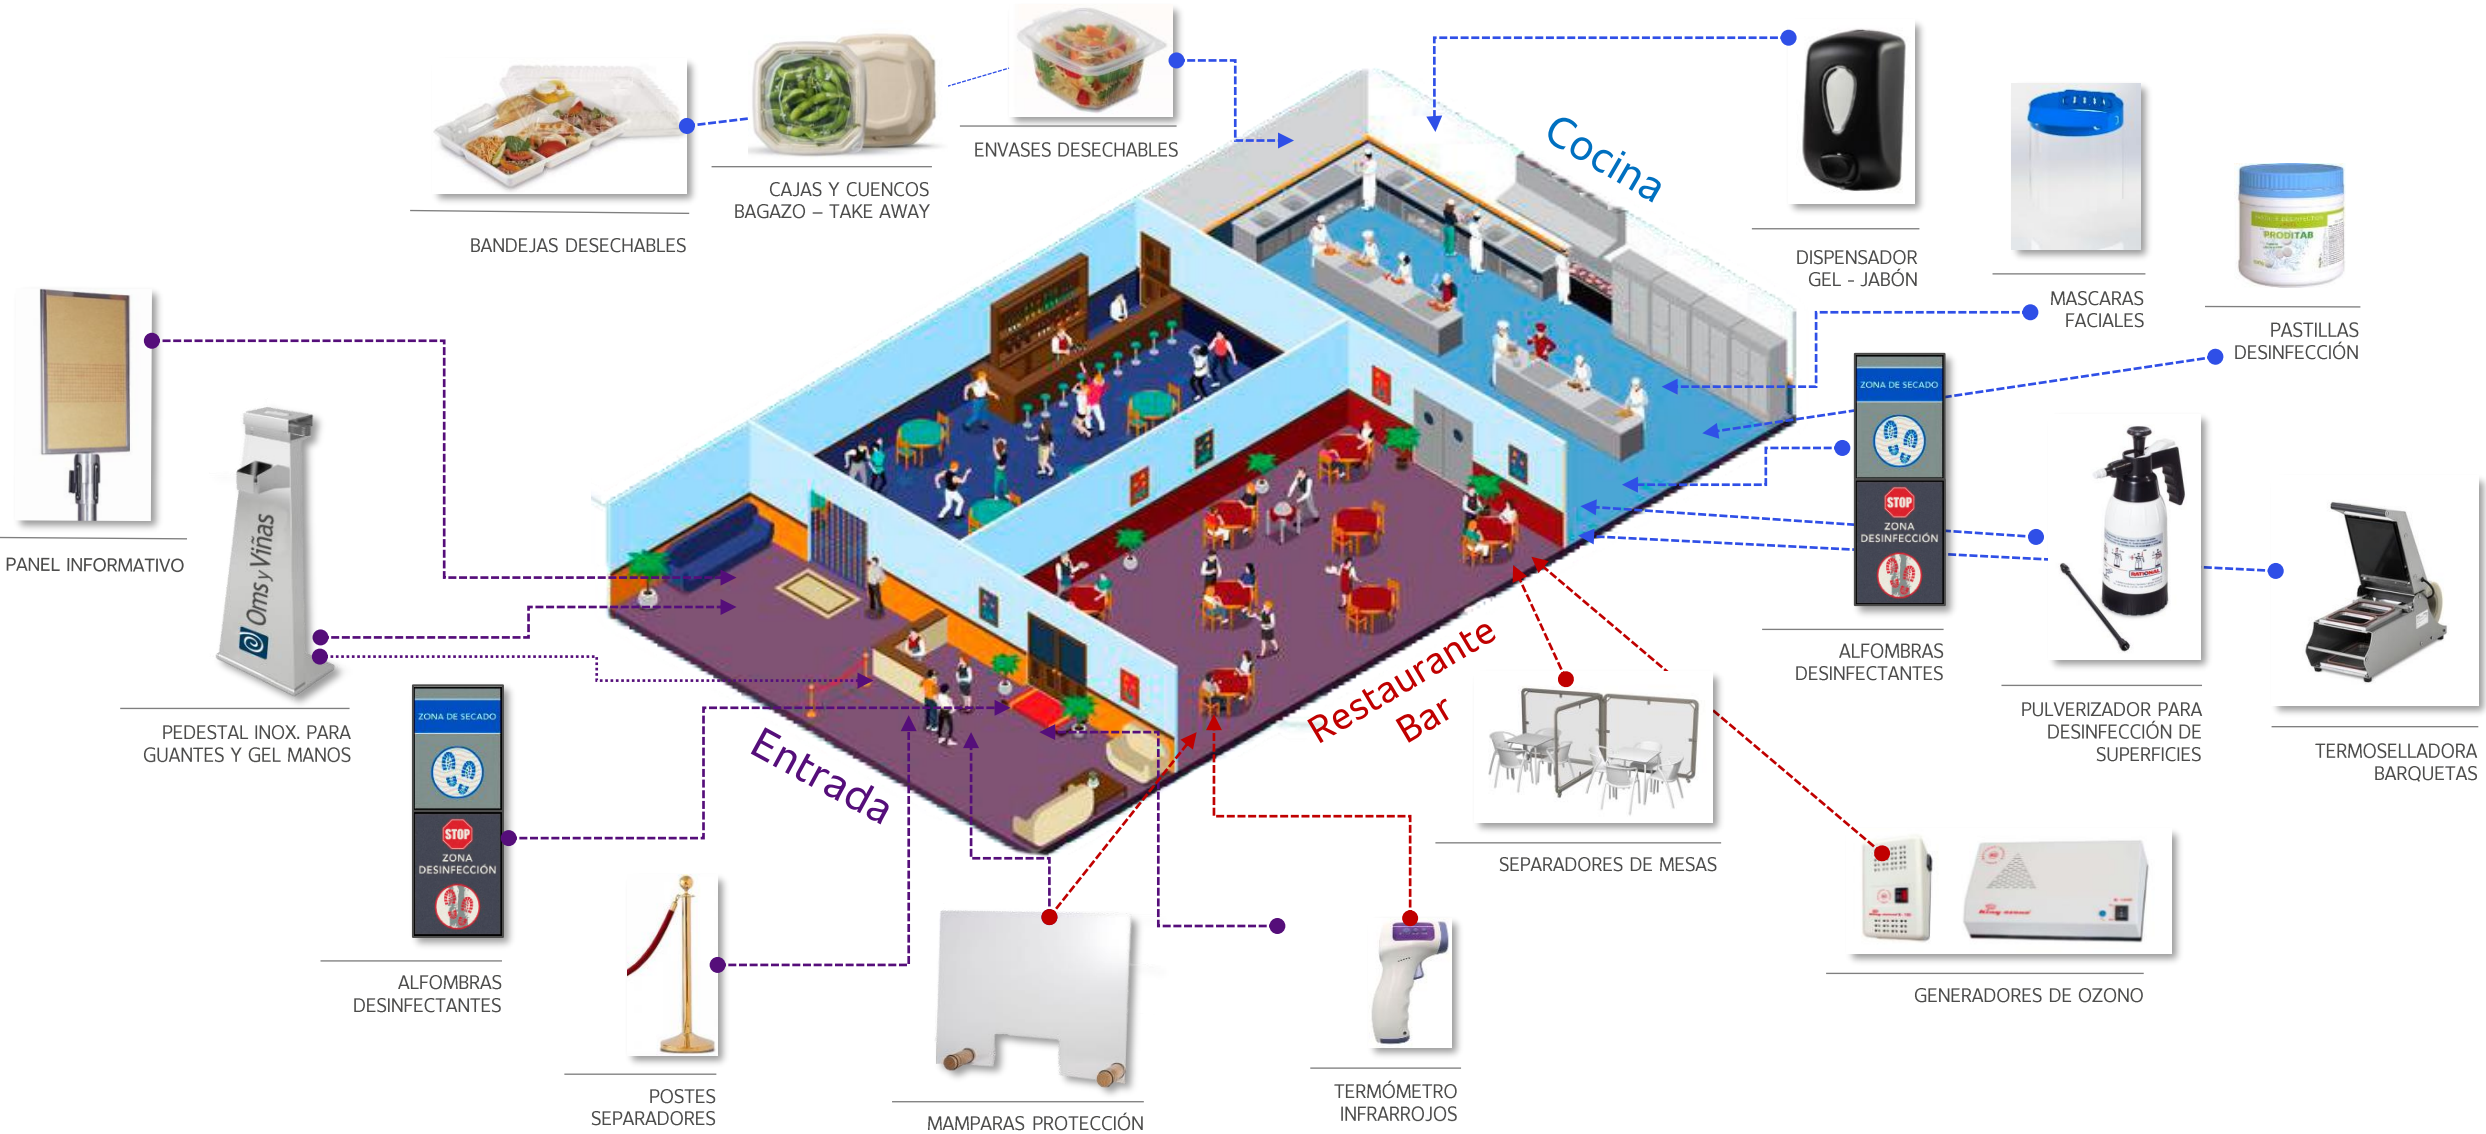 ENVASES DESECHABLES
CAJAS Y CUENCOS
BAGAZO – TAKE AWAY
BANDEJAS DESECHABLES
Cocina
DISPENSADOR
GEL - JABÓN
MASCARAS
FACIALES
PRODITAB
PASTILLAS
DESINFECCIÓN
PANEL INFORMATIVO
Oms y Viñas
PEDESTAL INOX. PARA
GUANTES Y GEL MANOS
ZONA DE SECADO
STOP
ZONA
DESINFECCIÓN
ALFOMBRAS
DESINFECTANTES
RATIONAL
PULVERIZADOR PARA
DESINFECCIÓN DE
SUPERFICIES
TERMOSELLADORA
BARQUETAS
Entrada
Restaurante
Bar
SEPARADORES DE MESAS
ZONA DE SECADO
STOP
ZONA
DESINFECCIÓN
ALFOMBRAS
DESINFECTANTES
POSTES
SEPARADORES
MAMPARAS PROTECCIÓN
TERMÓMETRO
INFRARROJOS
GENERADORES DE OZONO